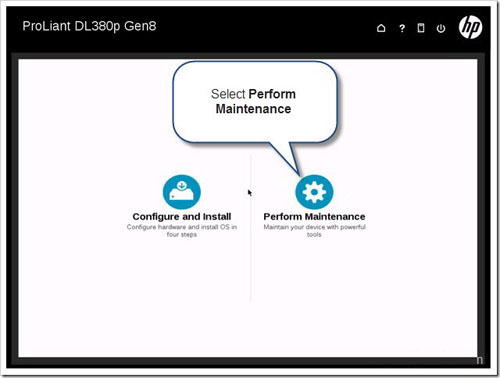 ProLiant DL380p Gen8
?
hp
Select Perform
Maintenance
Configure and Install
Configure hardware and install OS in
four steps
Perform Maintenance
Maintain your device with powerful
tools
n